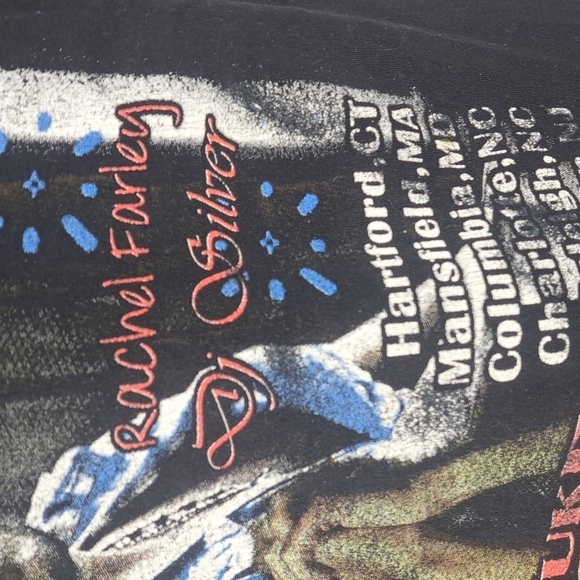 Rachel Farley
Dj Silver
Hartford, CT
Mansfield, MA
Columbia, MD
Charlotte, NC